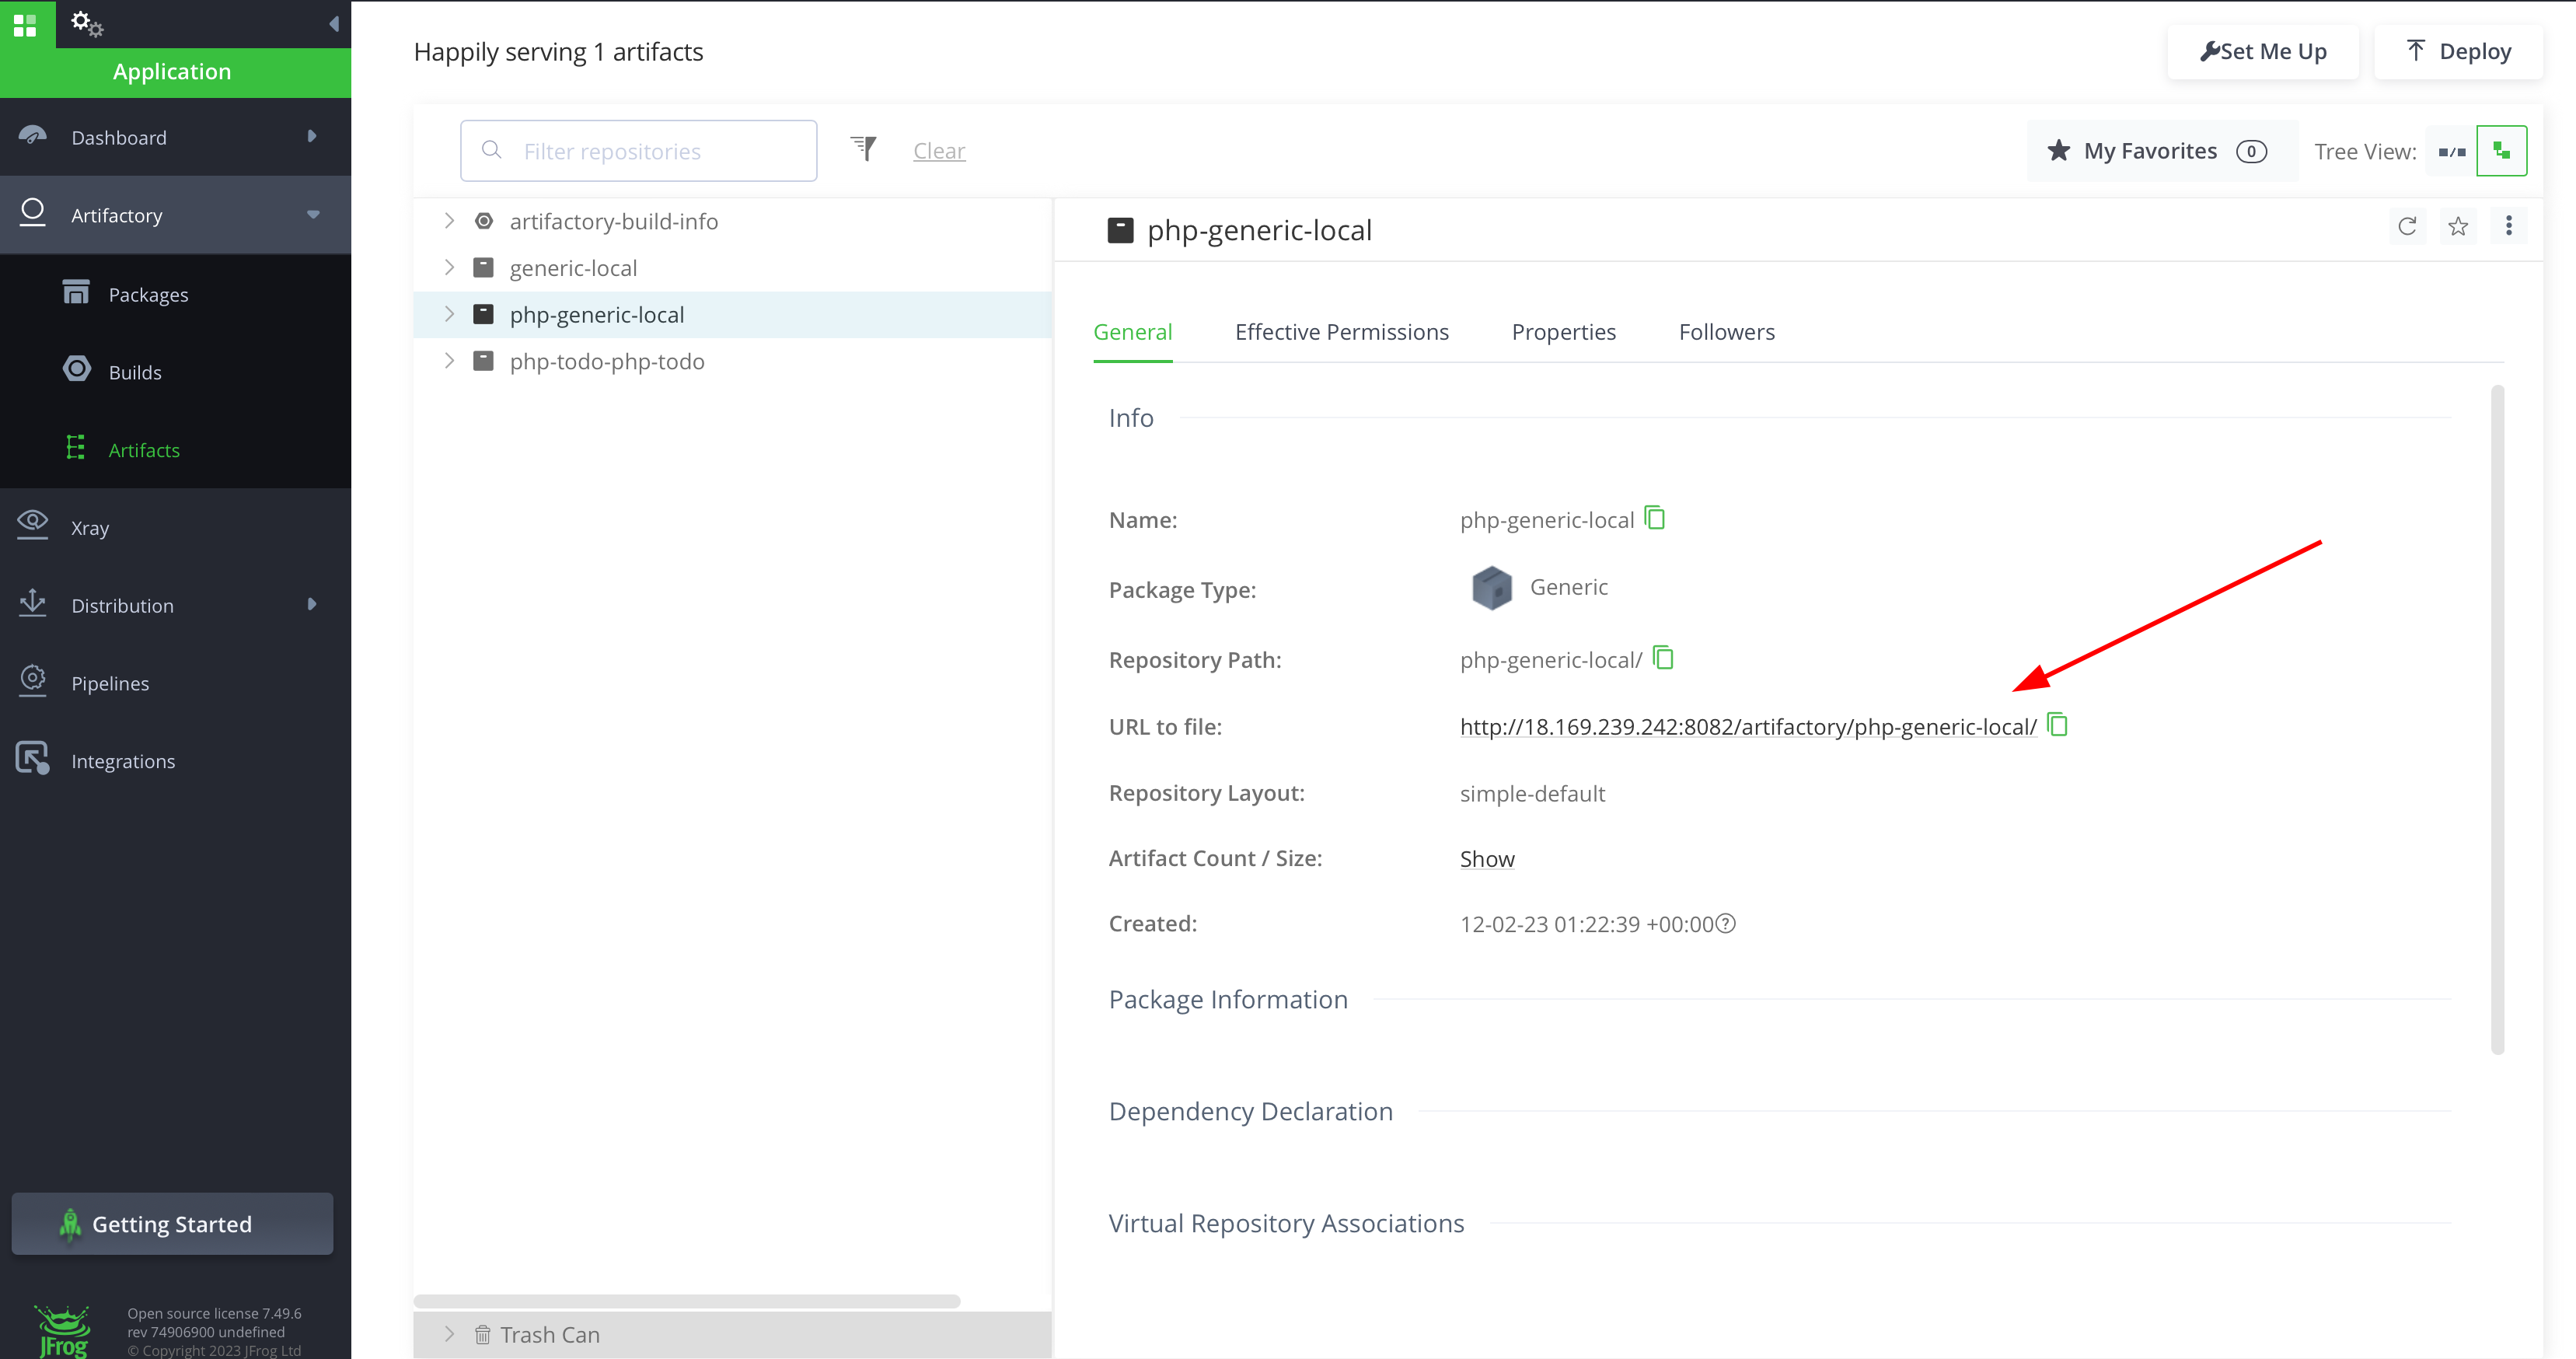 Application
Dashboard
Artifactory
Packages
Builds
Artifacts
Xray
Distribution
Pipelines
Integrations
Getting Started
JFrog
Open source license 7.49.6
rev 74906900 undefined
© Copyright 2023 JFrog Ltd
Happily serving 1 artifacts
Set Me Up
Deploy
Filter repositories
Clear
My Favorites 0
Tree View:
artifactory-build-info
generic-local
php-generic-local
php-todo-php-todo
Trash Can
php-generic-local
General Effective Permissions Properties Followers
Info
Name: php-generic-local
Package Type: Generic
Repository Path: php-generic-local/
URL to file: http://18.169.239.242:8082/artifactory/php-generic-local/
Repository Layout: simple-default
Artifact Count / Size: Show
Created: 12-02-23 01:22:39 +00:00
Package Information
Dependency Declaration
Virtual Repository Associations